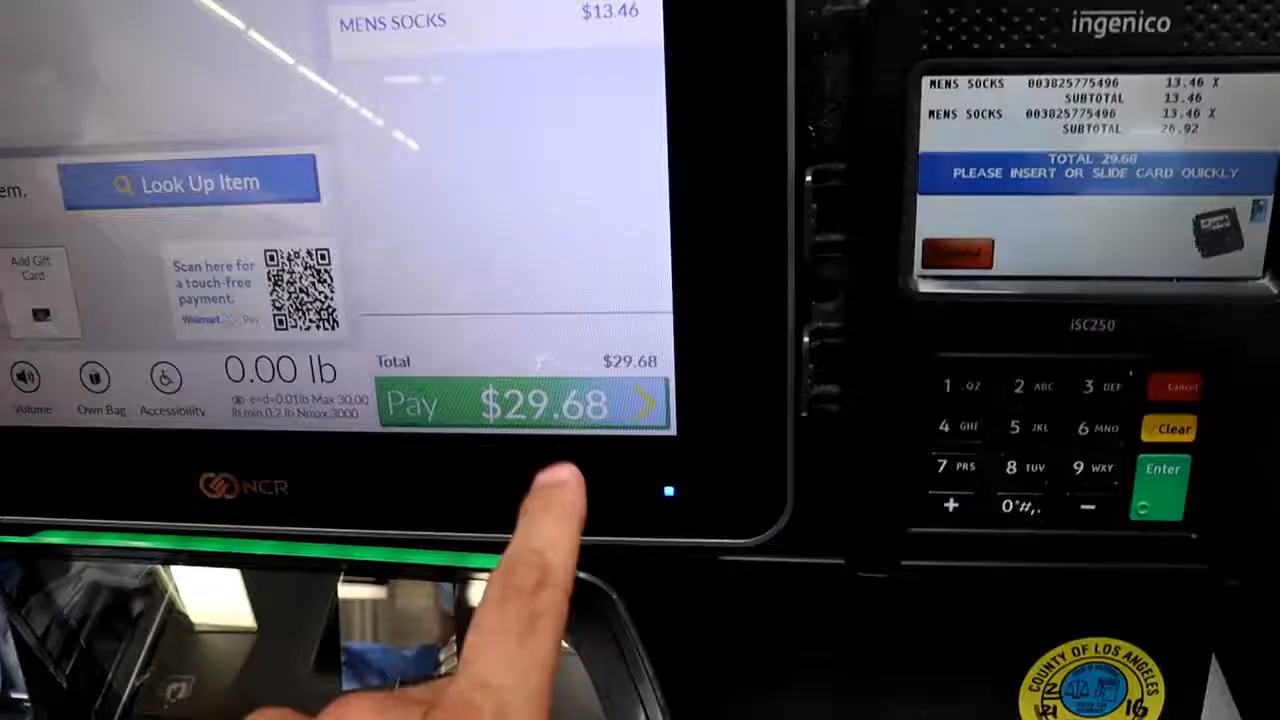 MENS SOCKS $13.46
em.
Look Up Item
Add Gift
Card
Scan here for
a touch-free
payment.
Walmart Pay
Volume
Own Bag
Accessibility
0.00 lb
e=d=0.01lb Max 30.00
lb min 0.2 lb Nmax:3000
Total $29.68
Pay $29.68
NCR
ingenico
MENS SOCKS 003825775496 13.46 X
SUBTOTAL 13.46
MENS SOCKS 003825775496 13.46 X
SUBTOTAL 26.92
TOTAL 29.68
PLEASE INSERT OR SLIDE CARD QUICKLY
iSC250
1 .QZ 2 ABC 3 DEF Cancel
4 GHI 5 JKL 6 MNO Clear
7 PRS 8 TUV 9 WXY Enter
+ 0*#,. -
COUNTY OF LOS ANGELES